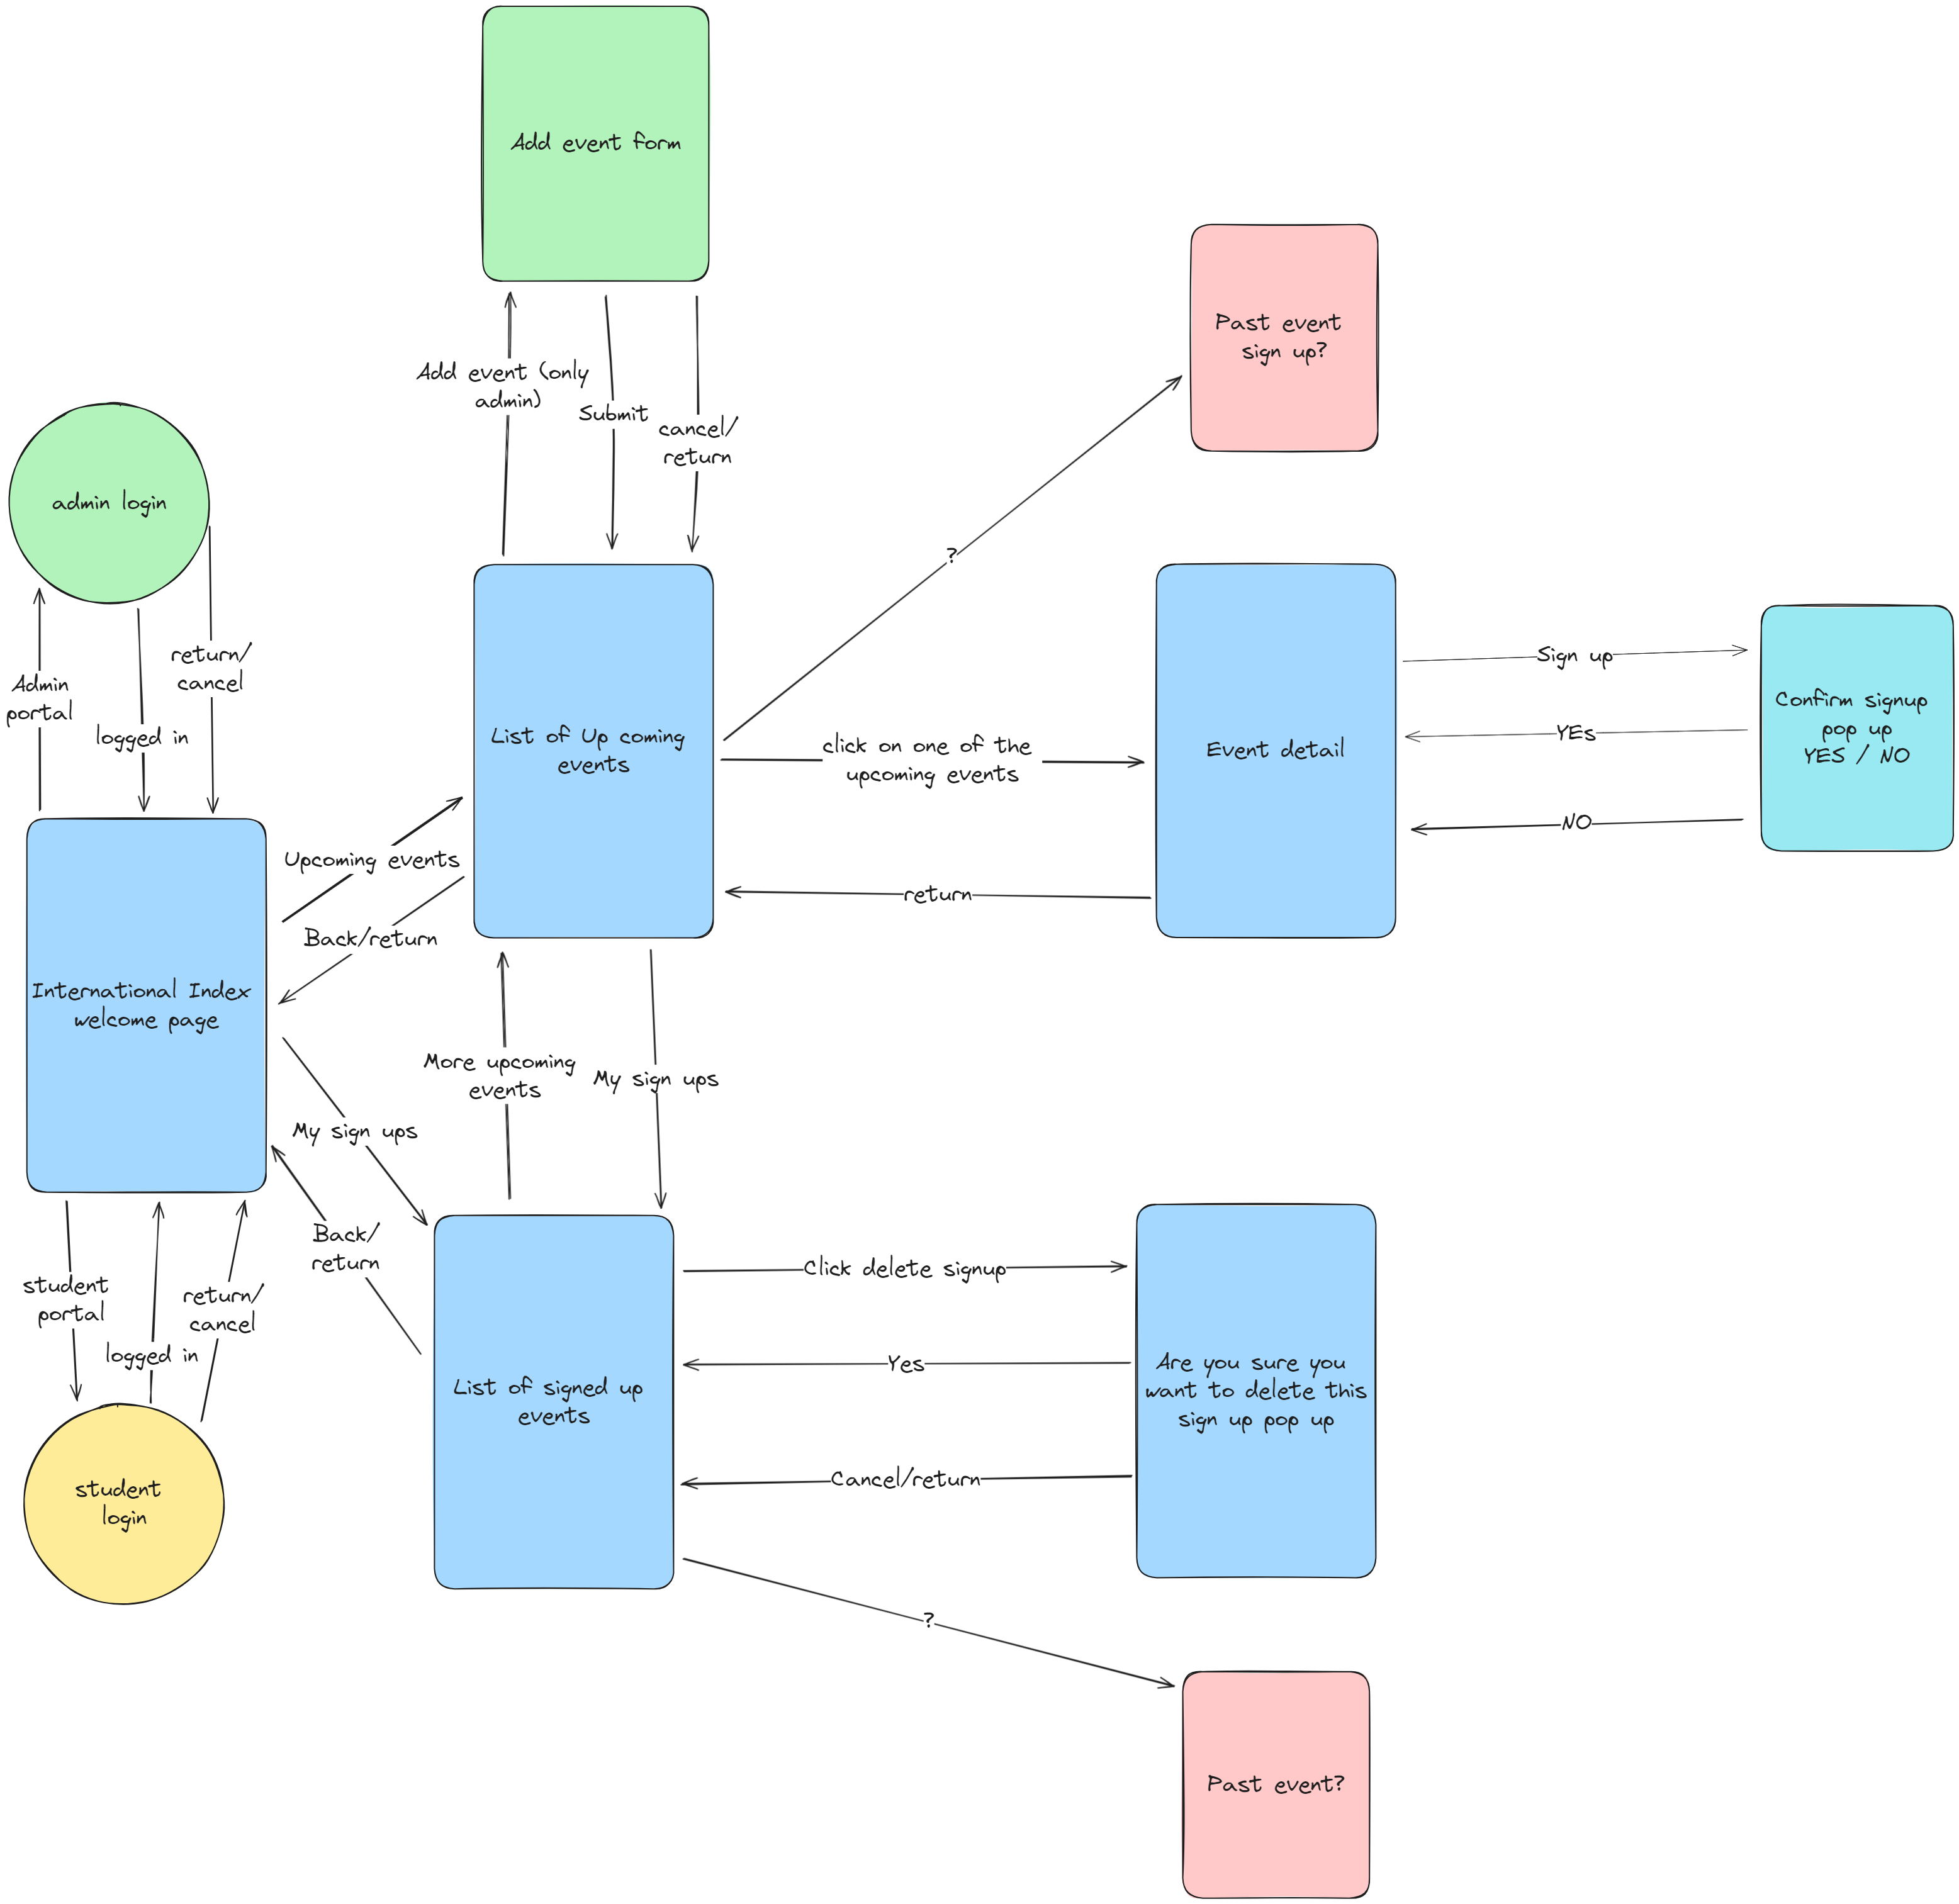 Add event form
Past event
sign up?
Add event (only
admin)
Submit
cancel/
return
admin login
?
return/
cancel
Admin
portal
logged in
List of Up coming
events
click on one of the
upcoming events
Event detail
Sign up
YEs
NO
Confirm signup
pop up
YES / NO
Upcoming events
return
Back/return
International Index
welcome page
More upcoming
events
My sign ups
My sign ups
Back/
return
student
portal
return/
cancel
logged in
Click delete signup
Yes
Cancel/return
List of signed up
events
Are you sure you
want to delete this
sign up pop up
student
login
?
Past event?